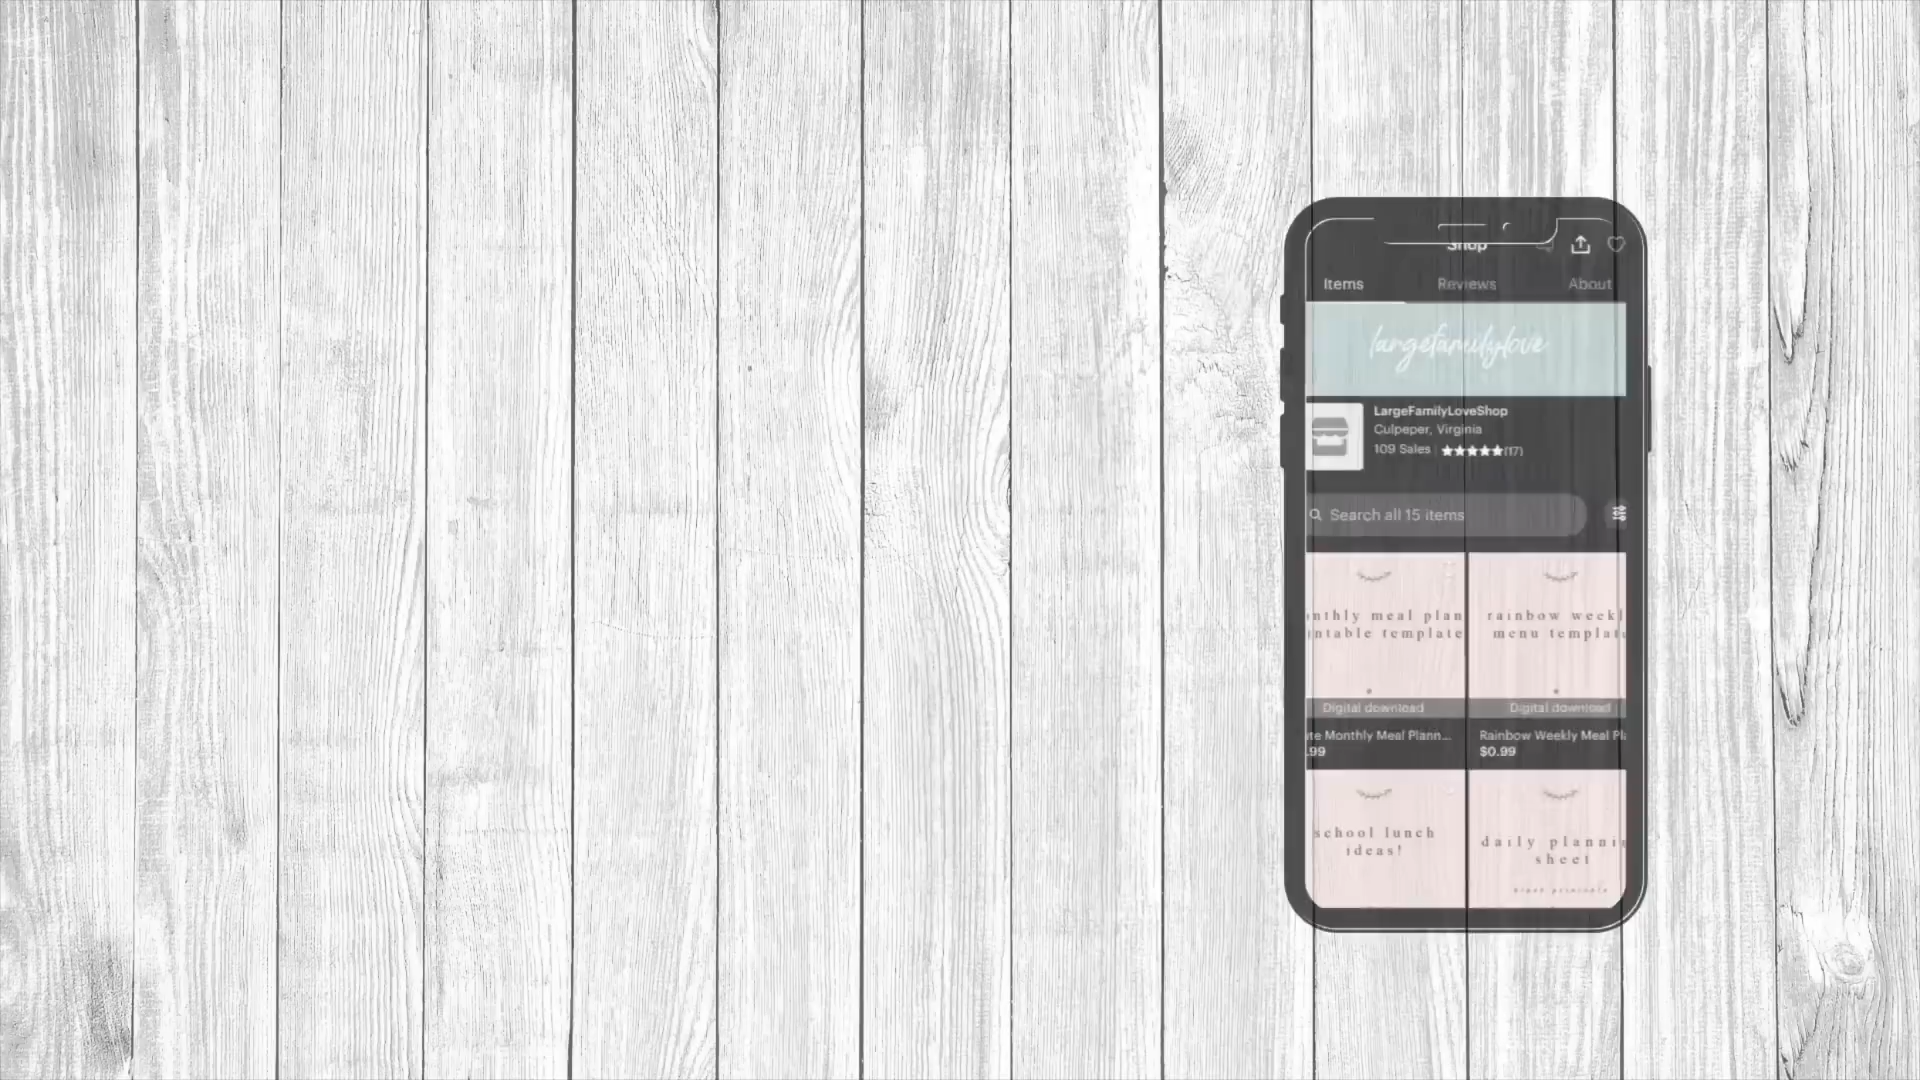 Shop
Items Reviews About
largefamilylove
LargeFamilyLoveShop
Culpeper, Virginia
109 Sales ★★★★★(17)
Search all 15 items
nthly meal plan
ntable template
rainbow weekl
menu templat
Digital download
Digital download
te Monthly Meal Plann...
.99
Rainbow Weekly Meal Pl
$0.99
school lunch
ideas!
daily planni
sheet
blush printable